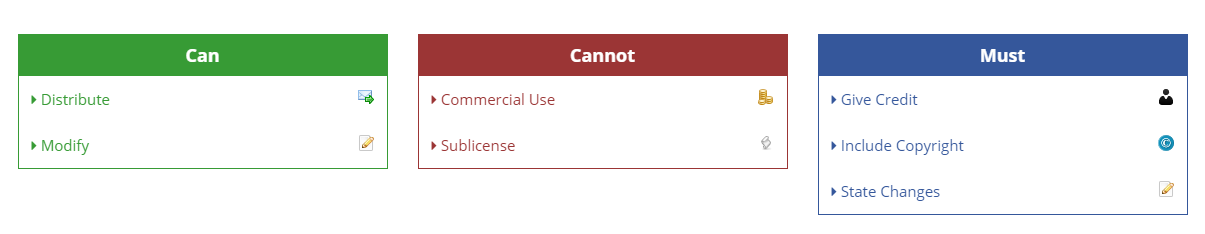 Can
Distribute
Modify
Cannot
Commercial Use
Sublicense
Must
Give Credit
Include Copyright
State Changes